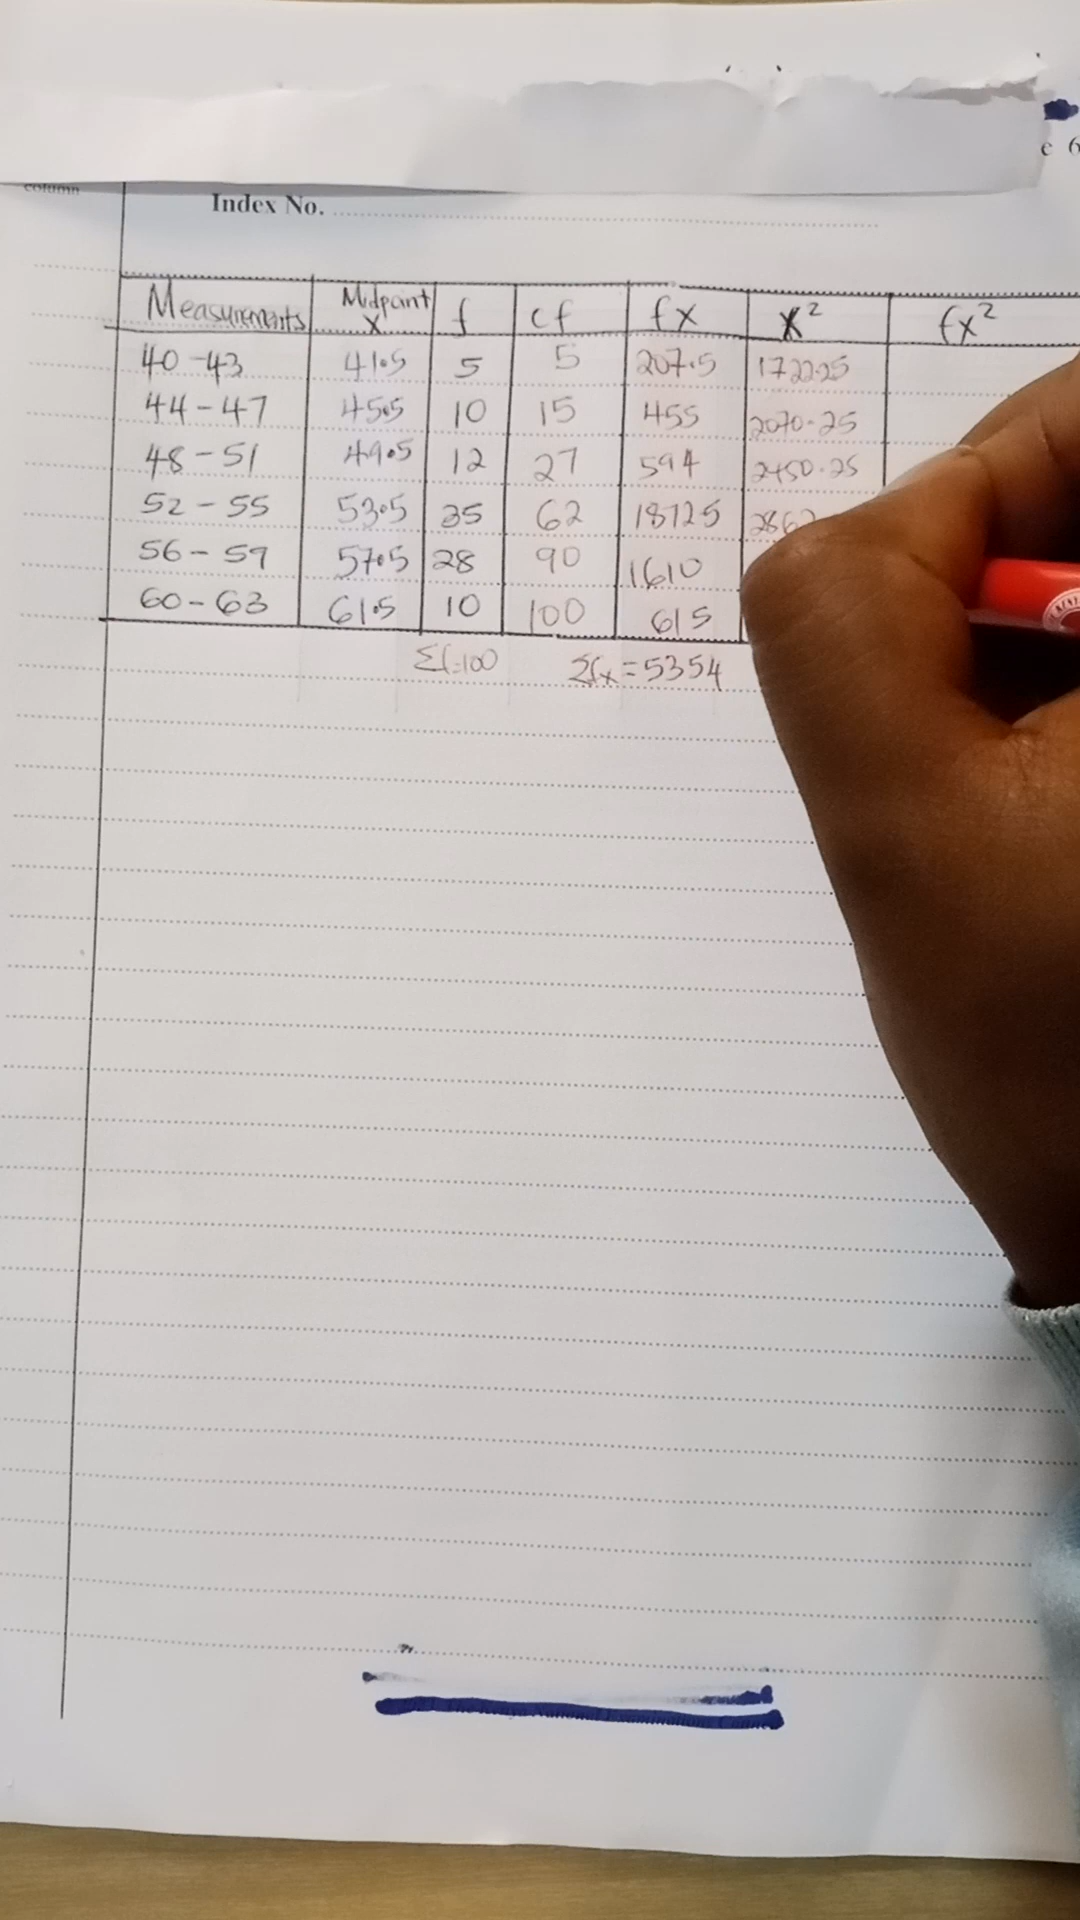 e 6
column
Index No.
Measurements Midpoint x f cf fx x² fx²
40-43 41.5 5 5 207.5 1722.25
44-47 45.5 10 15 455 2070.25
48-51 49.5 12 27 594 2450.25
52-55 53.5 35 62 1872.5 2862
56-59 57.5 28 90 1610
60-63 61.5 10 100 615
Σf=100 Σfx=5354